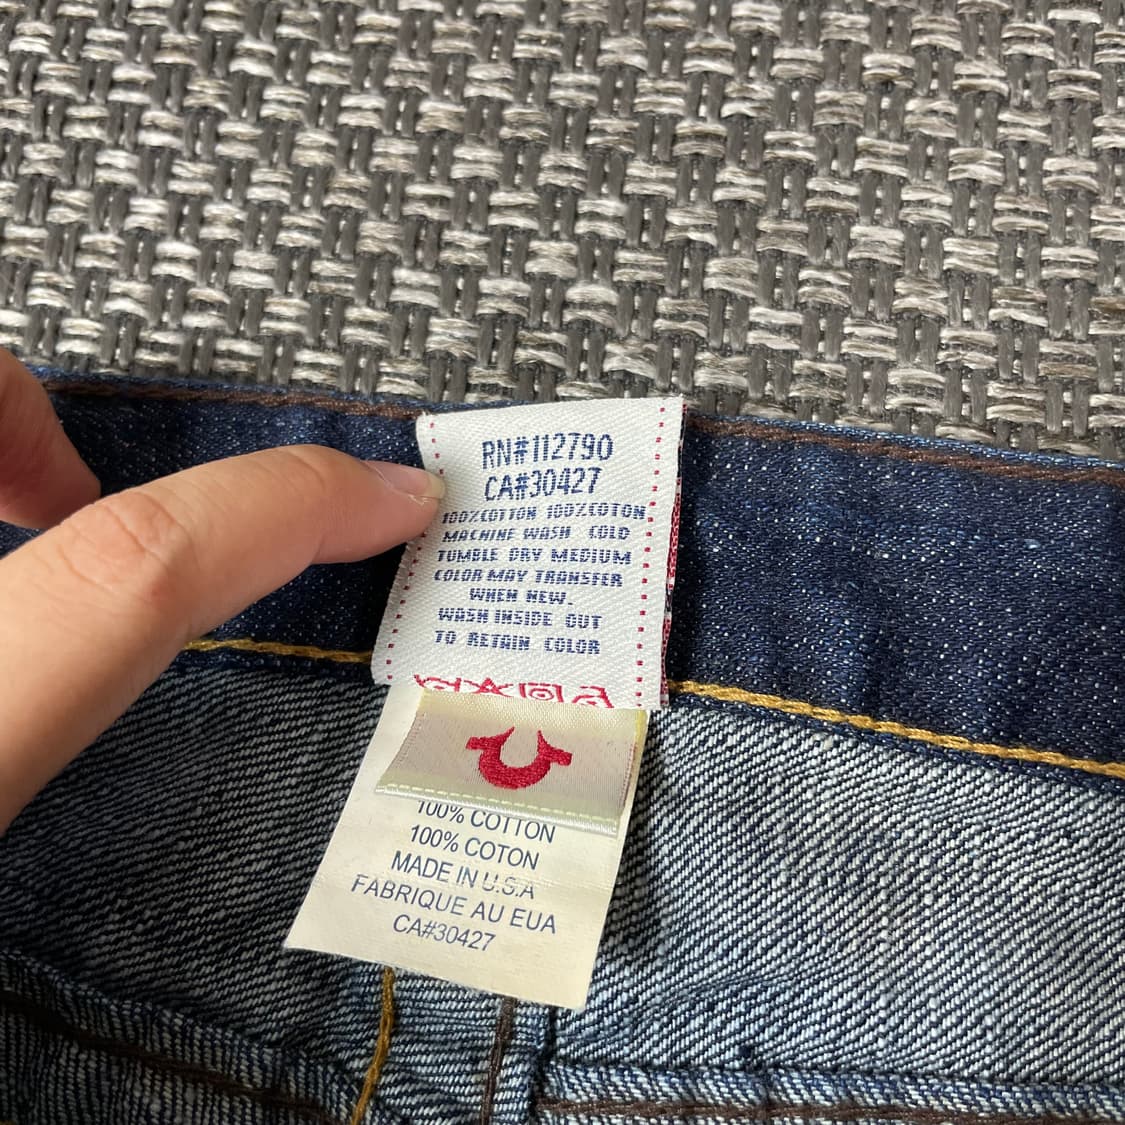 RN#112790
CA#30427
100%COTTON 100%COTON
MACHINE WASH COLD
TUMBLE DRY MEDIUM
COLOR MAY TRANSFER
WHEN NEW.
WASH INSIDE OUT
TO RETAIN COLOR
100% COTTON
100% COTON
MADE IN U.S.A
FABRIQUE AU EUA
CA#30427